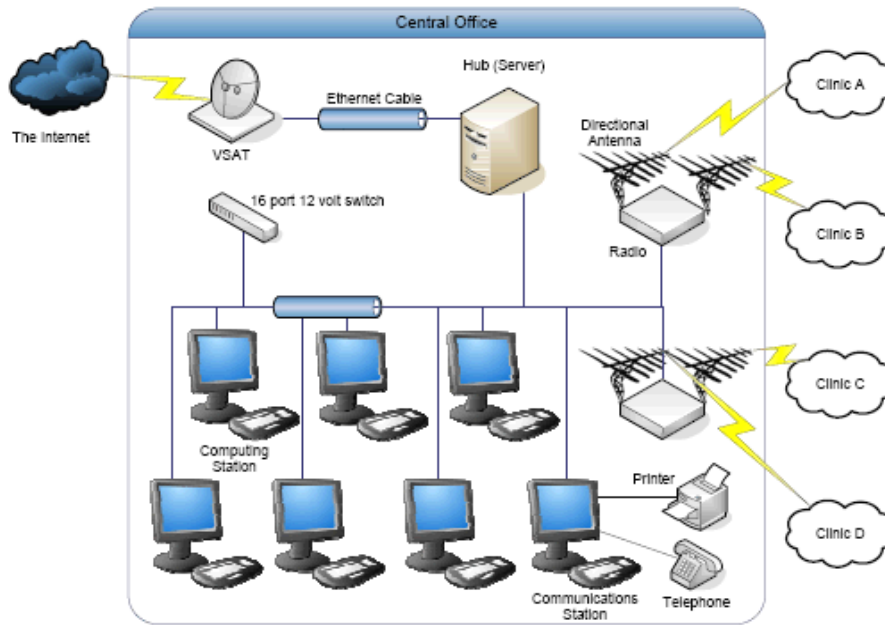 Central Office
Hub (Server)
Ethernet Cable
The Internet
VSAT
Clinic A
Directional
Antenna
16 port 12 volt switch
Clinic B
Radio
Clinic C
Computing
Station
Printer
Clinic D
Communications
Station
Telephone